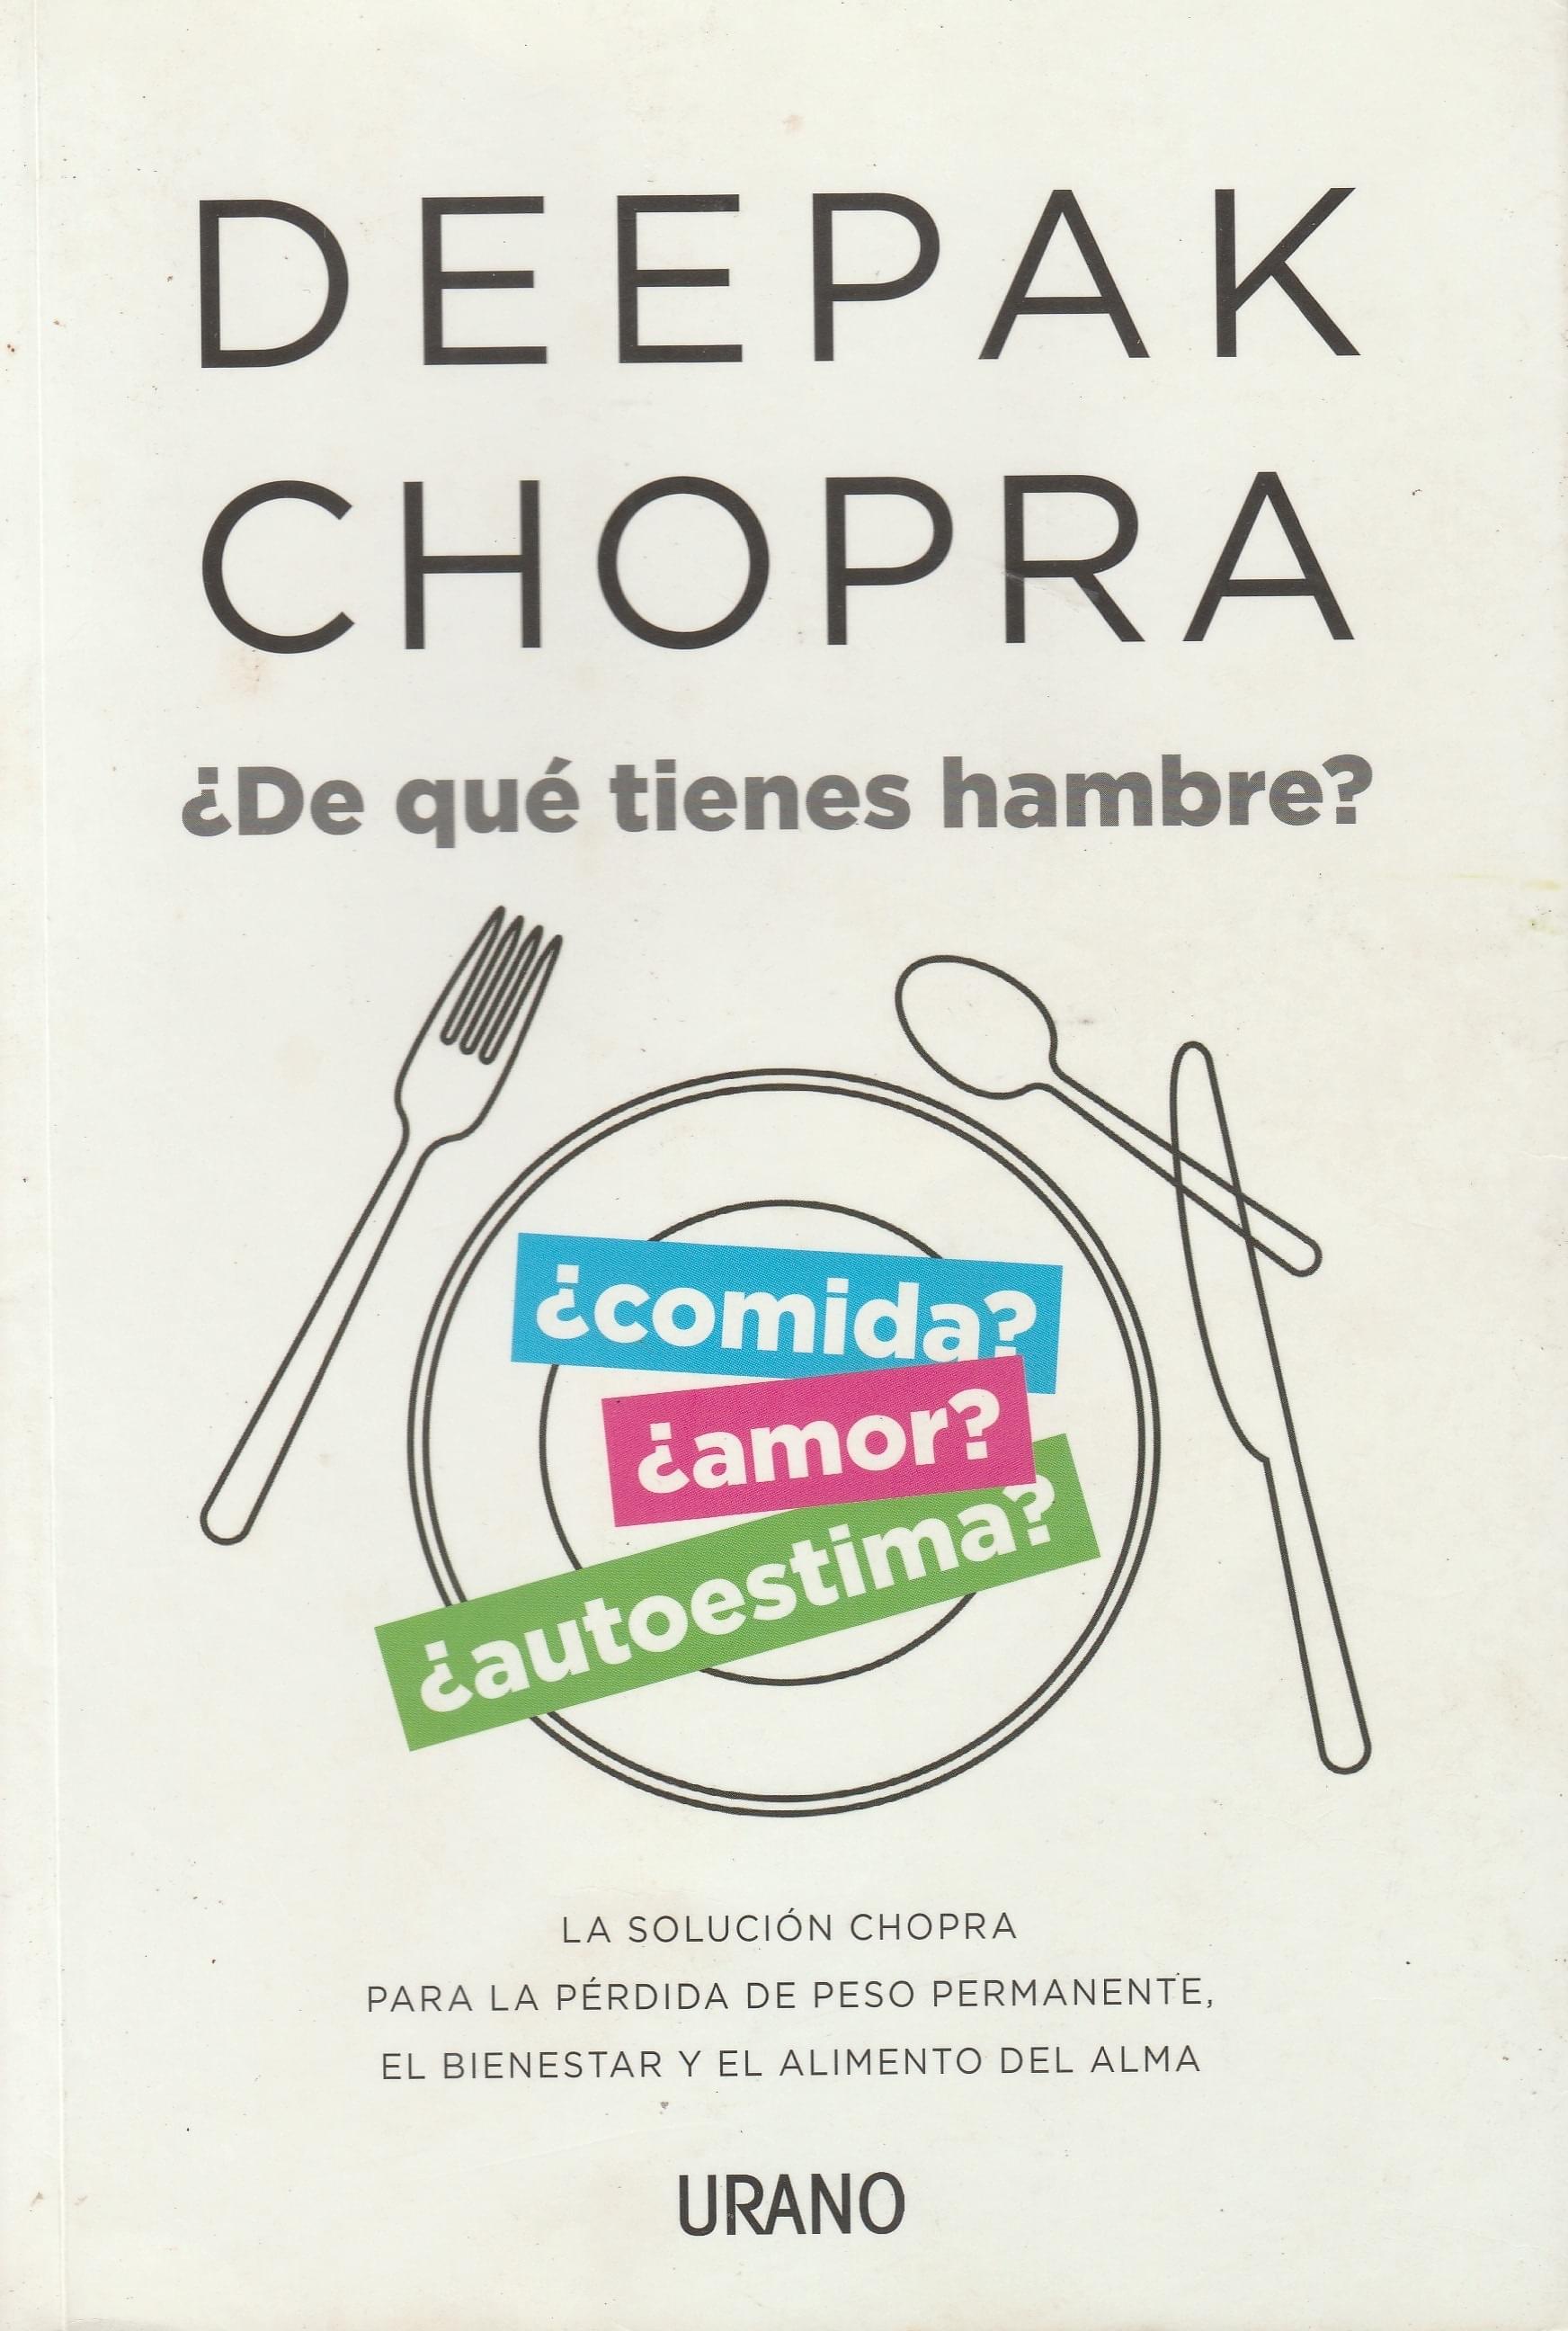 DEEPAK
CHOPRA
¿De qué tienes hambre?
¿comida?
¿amor?
¿autoestima?
LA SOLUCIÓN CHOPRA
PARA LA PÉRDIDA DE PESO PERMANENTE,
EL BIENESTAR Y EL ALIMENTO DEL ALMA
URANO